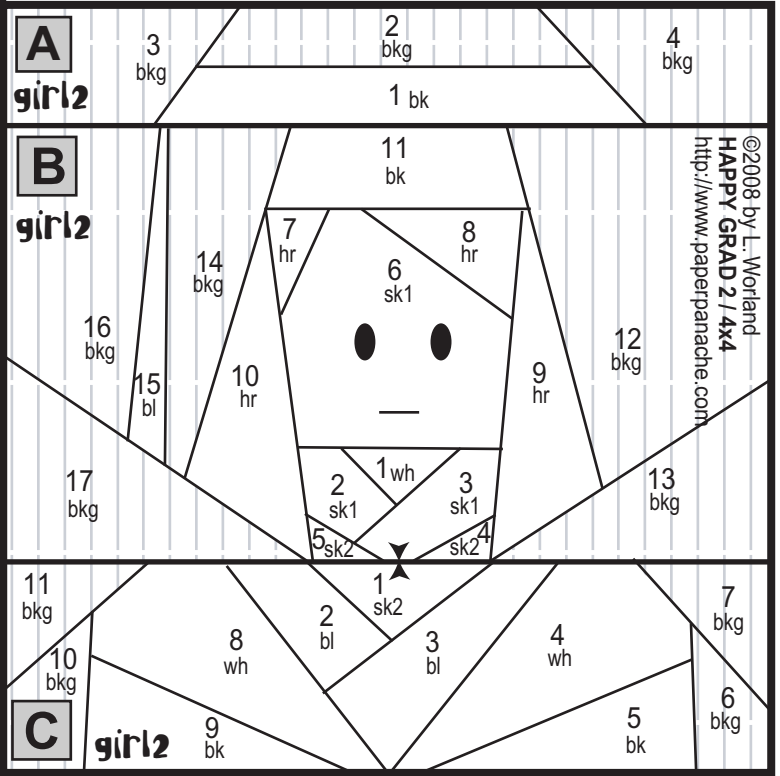 A
girl2
3
bkg
2
bkg
4
bkg
1 bk
B
girl2
11
bk
7
hr
8
hr
6
sk1
14
bkg
16
bkg
15
bl
10
hr
9
hr
12
bkg
©2008 by L. Worland
HAPPY GRAD 2 / 4x4
http://www.paperpanache.com
17
bkg
1 wh
2
sk1
3
sk1
5 sk2
4
sk2
13
bkg
11
bkg
1
sk2
2
bl
3
bl
4
wh
7
bkg
8
wh
10
bkg
6
bkg
C
girl2
9
bk
5
bk